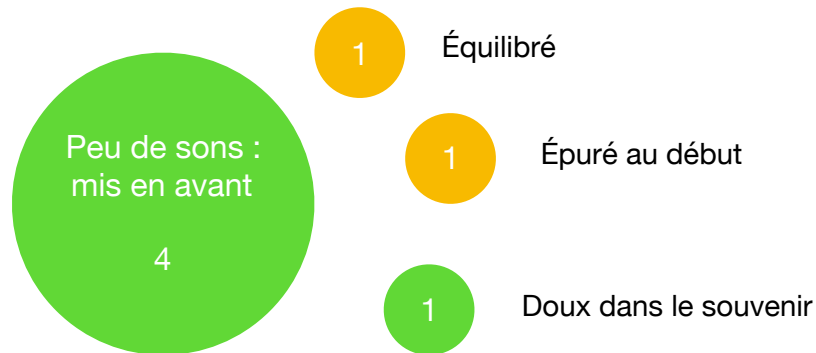 Peu de sons :
mis en avant
4
1
Équilibré
1
Épuré au début
1
Doux dans le souvenir